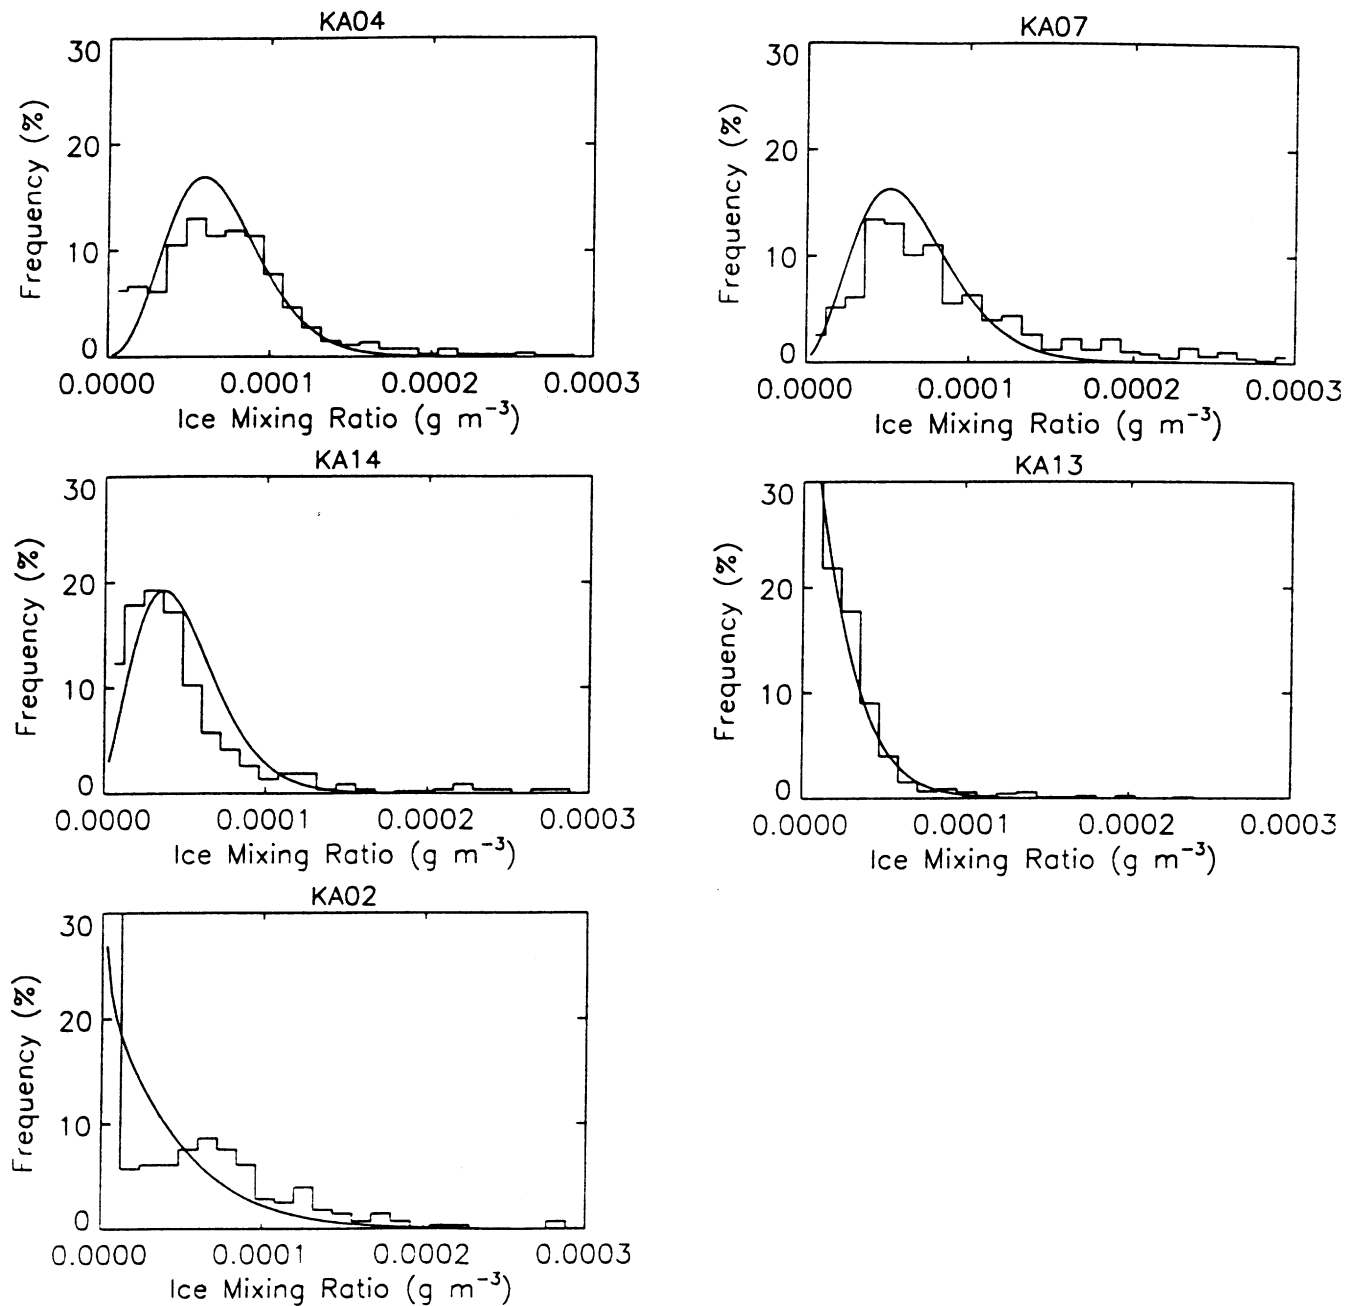 KA04
30
20
10
0
Frequency (%)
0.0000 0.0001 0.0002 0.0003
Ice Mixing Ratio (g m⁻³)
KA07
30
20
10
0
Frequency (%)
0.0000 0.0001 0.0002 0.0003
Ice Mixing Ratio (g m⁻³)
KA14
30
20
10
0
Frequency (%)
0.0000 0.0001 0.0002 0.0003
Ice Mixing Ratio (g m⁻³)
KA13
30
20
10
0
Frequency (%)
0.0000 0.0001 0.0002 0.0003
Ice Mixing Ratio (g m⁻³)
KA02
30
20
10
0
Frequency (%)
0.0000 0.0001 0.0002 0.0003
Ice Mixing Ratio (g m⁻³)